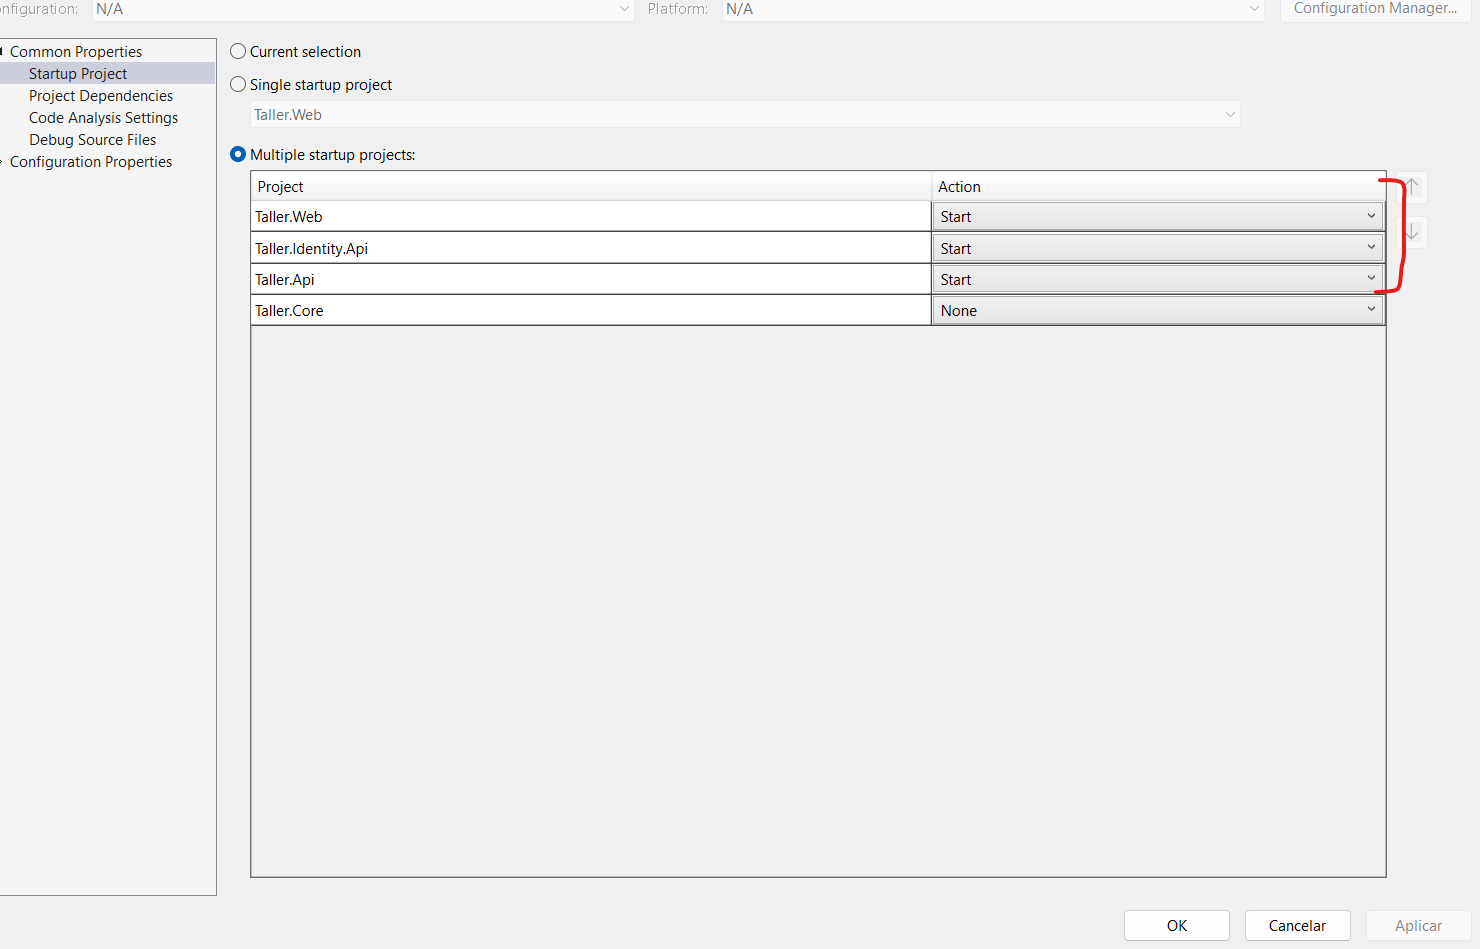 onfiguration: N/A Platform: N/A Configuration Manager...
Common Properties
Startup Project
Project Dependencies
Code Analysis Settings
Debug Source Files
Configuration Properties
Current selection
Single startup project
Taller.Web
Multiple startup projects:
Project Action
Taller.Web Start
Taller.Identity.Api Start
Taller.Api Start
Taller.Core None
OK Cancelar Aplicar